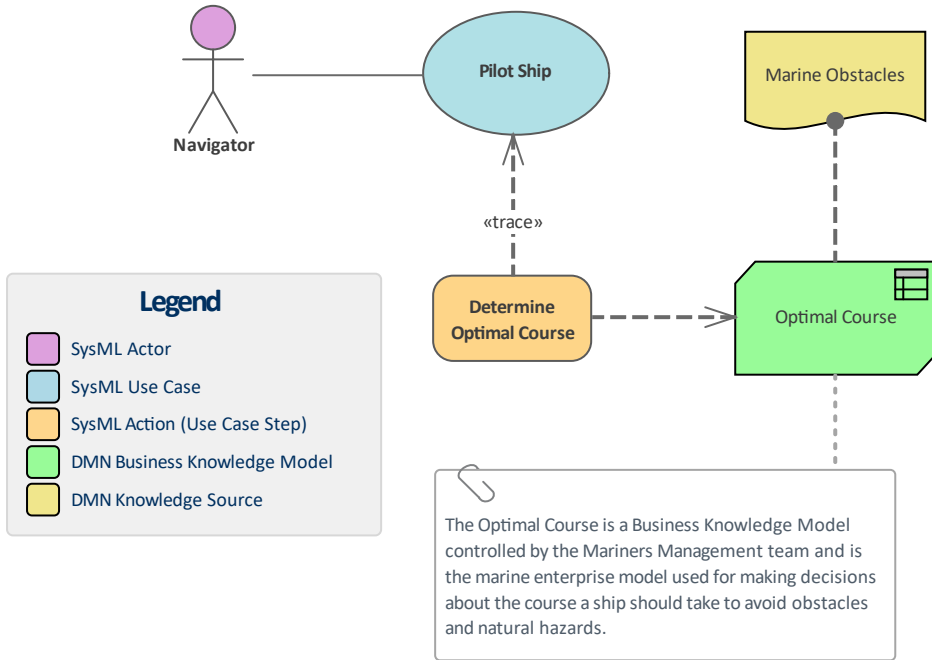 Pilot Ship
Marine Obstacles
Navigator
«trace»
Determine
Optimal Course
Optimal Course
Legend
SysML Actor
SysML Use Case
SysML Action (Use Case Step)
DMN Business Knowledge Model
DMN Knowledge Source
The Optimal Course is a Business Knowledge Model
controlled by the Mariners Management team and is
the marine enterprise model used for making decisions
about the course a ship should take to avoid obstacles
and natural hazards.